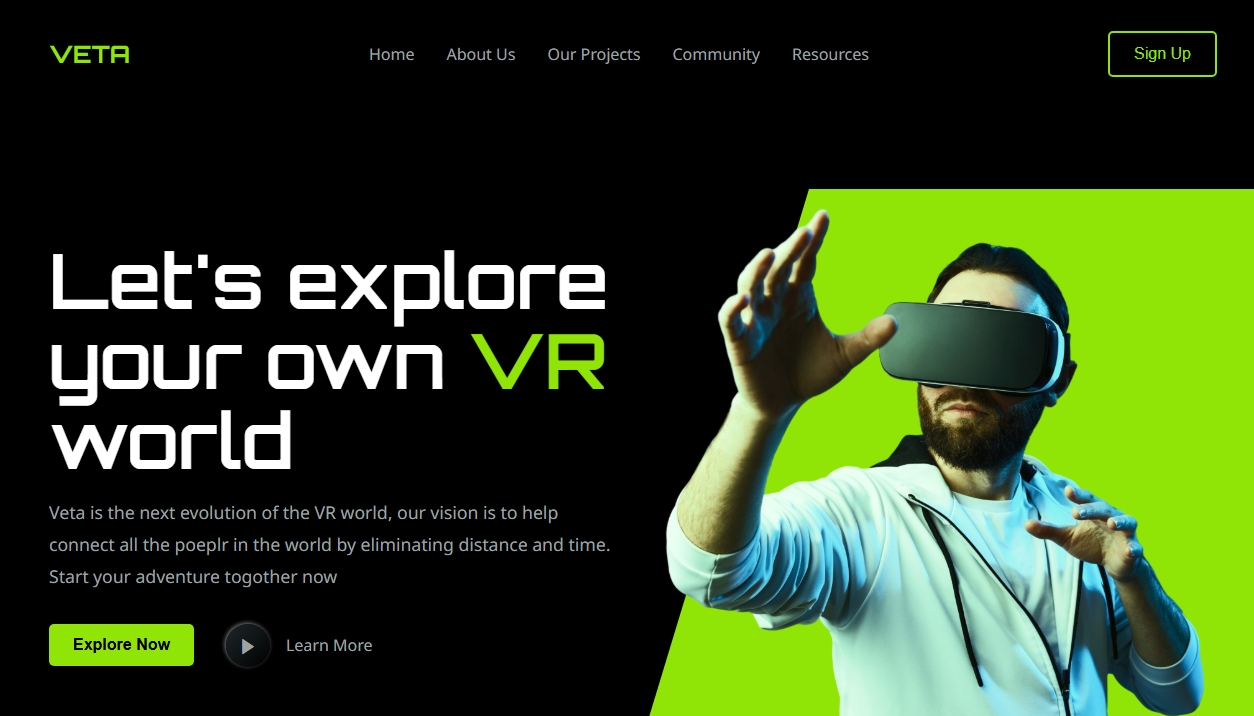 VETA
Home
About Us
Our Projects
Community
Resources
Sign Up
Let's explore
your own VR
world
Veta is the next evolution of the VR world, our vision is to help
connect all the poeplr in the world by eliminating distance and time.
Start your adventure togother now
Explore Now
Learn More